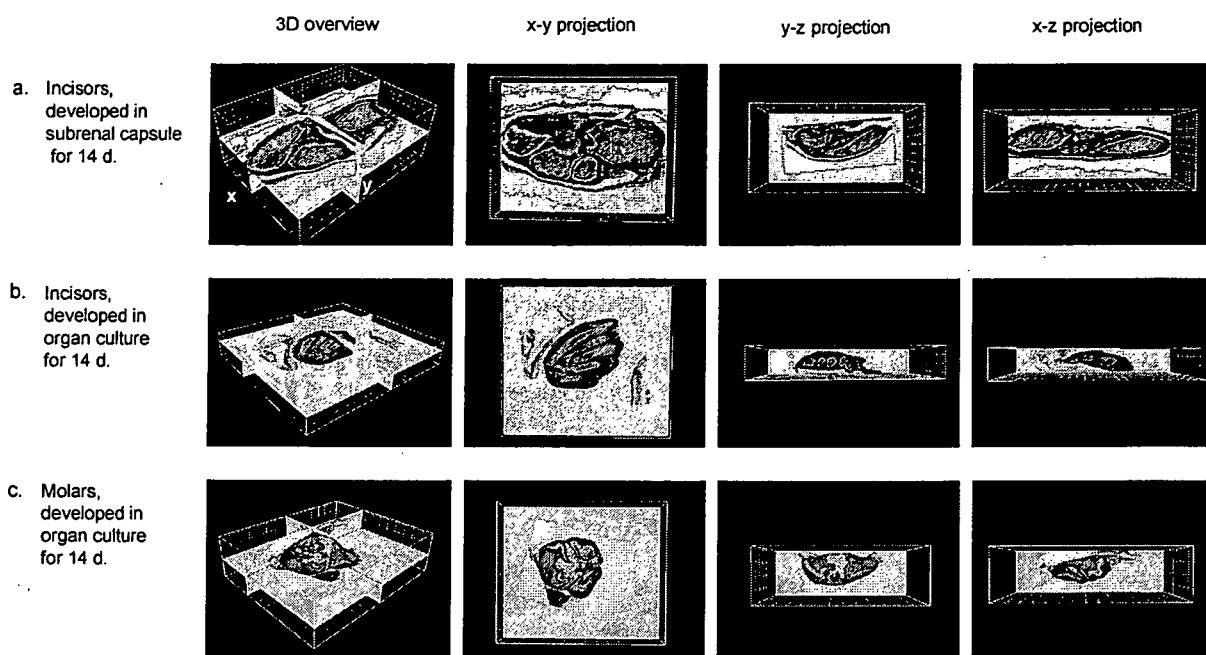 3D overview
x-y projection
y-z projection
x-z projection
a. Incisors,
developed in
subrenal capsule
for 14 d.
x
y
b. Incisors,
developed in
organ culture
for 14 d.
c. Molars,
developed in
organ culture
for 14 d.